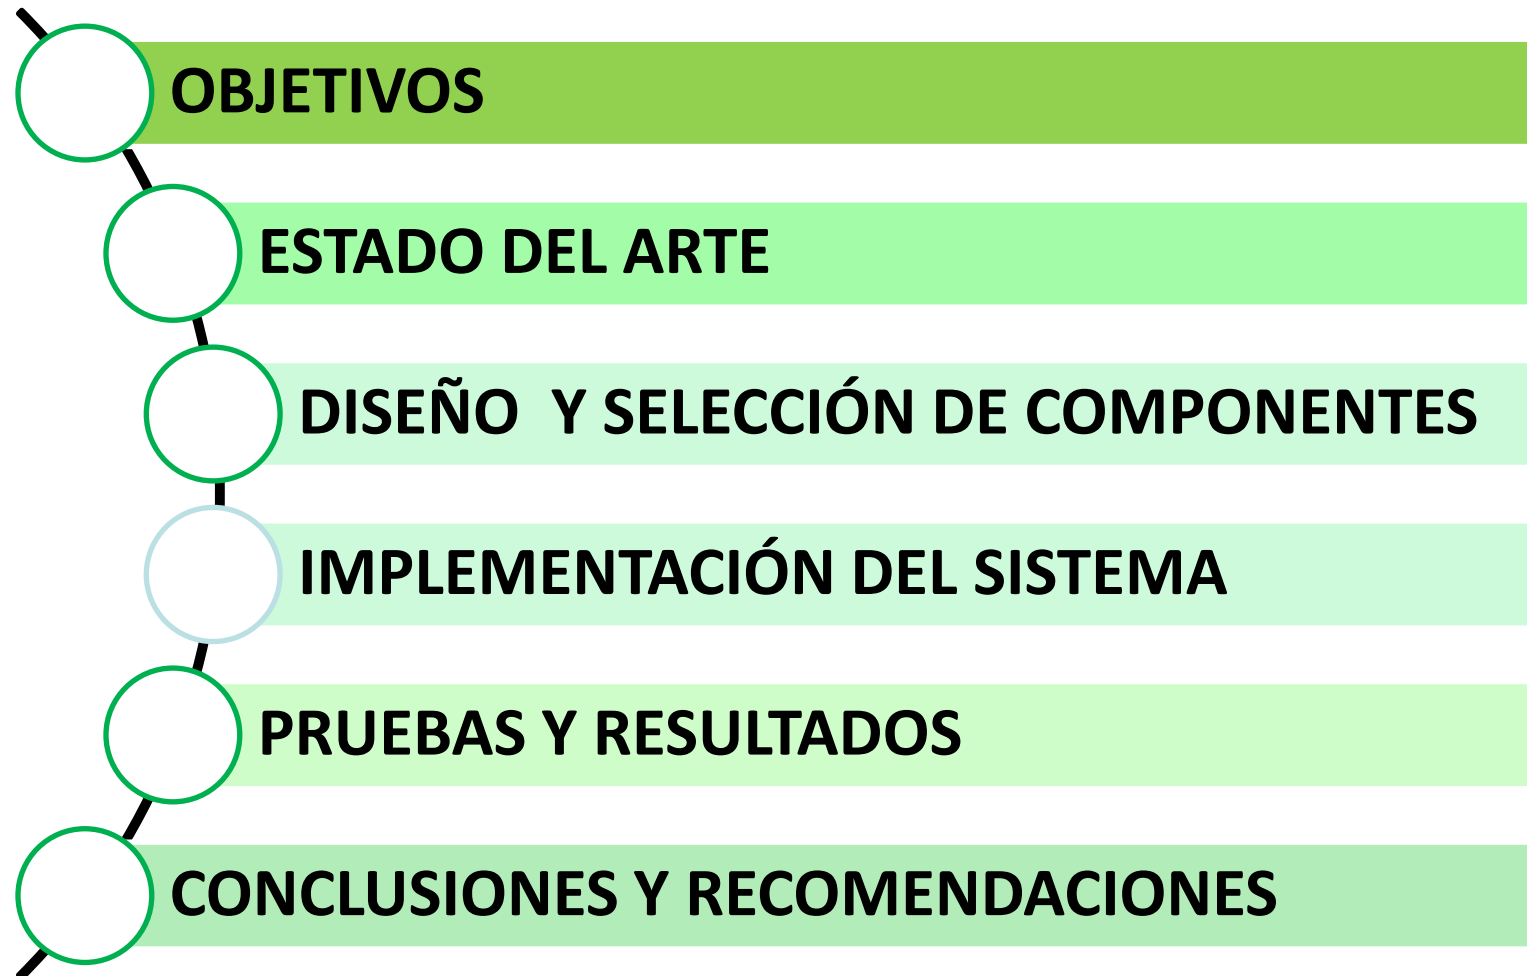 OBJETIVOS
ESTADO DEL ARTE
DISEÑO  Y SELECCIÓN DE COMPONENTES
IMPLEMENTACIÓN DEL SISTEMA
PRUEBAS Y RESULTADOS
CONCLUSIONES Y RECOMENDACIONES